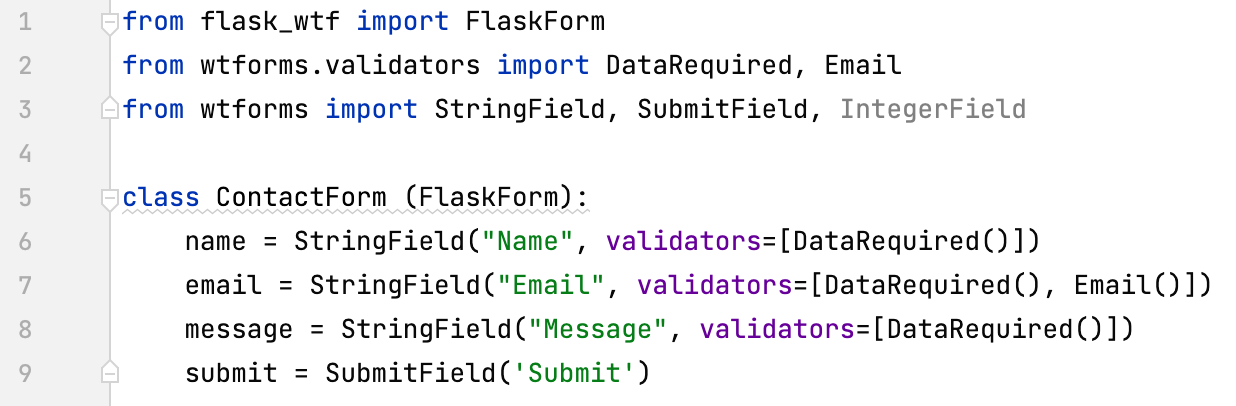 1 from flask_wtf import FlaskForm
2 from wtforms.validators import DataRequired, Email
3 from wtforms import StringField, SubmitField, IntegerField
4
5 class ContactForm (FlaskForm):
6     name = StringField("Name", validators=[DataRequired()])
7     email = StringField("Email", validators=[DataRequired(), Email()])
8     message = StringField("Message", validators=[DataRequired()])
9     submit = SubmitField('Submit')